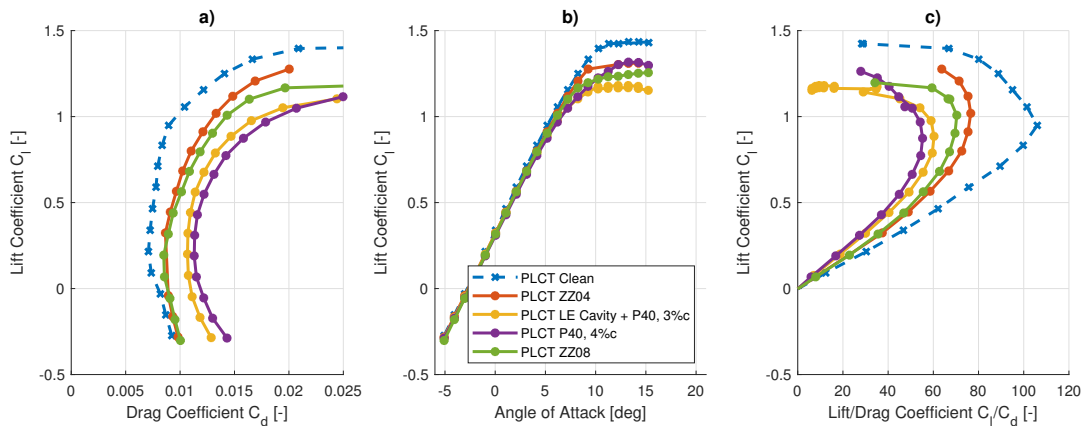 a)
1.5
1
0.5
0
-0.5
Lift Coefficient C_l [-]
0
0.005
0.01
0.015
0.02
0.025
Drag Coefficient C_d [-]
b)
1.5
1
0.5
0
-0.5
Lift Coefficient C_l [-]
PLCT Clean
PLCT ZZ04
PLCT LE Cavity + P40, 3%c
PLCT P40, 4%c
PLCT ZZ08
-5
0
5
10
15
20
Angle of Attack [deg]
c)
1.5
1
0.5
0
-0.5
Lift Coefficient C_l [-]
0
20
40
60
80
100
120
Lift/Drag Coefficient C_l/C_d [-]